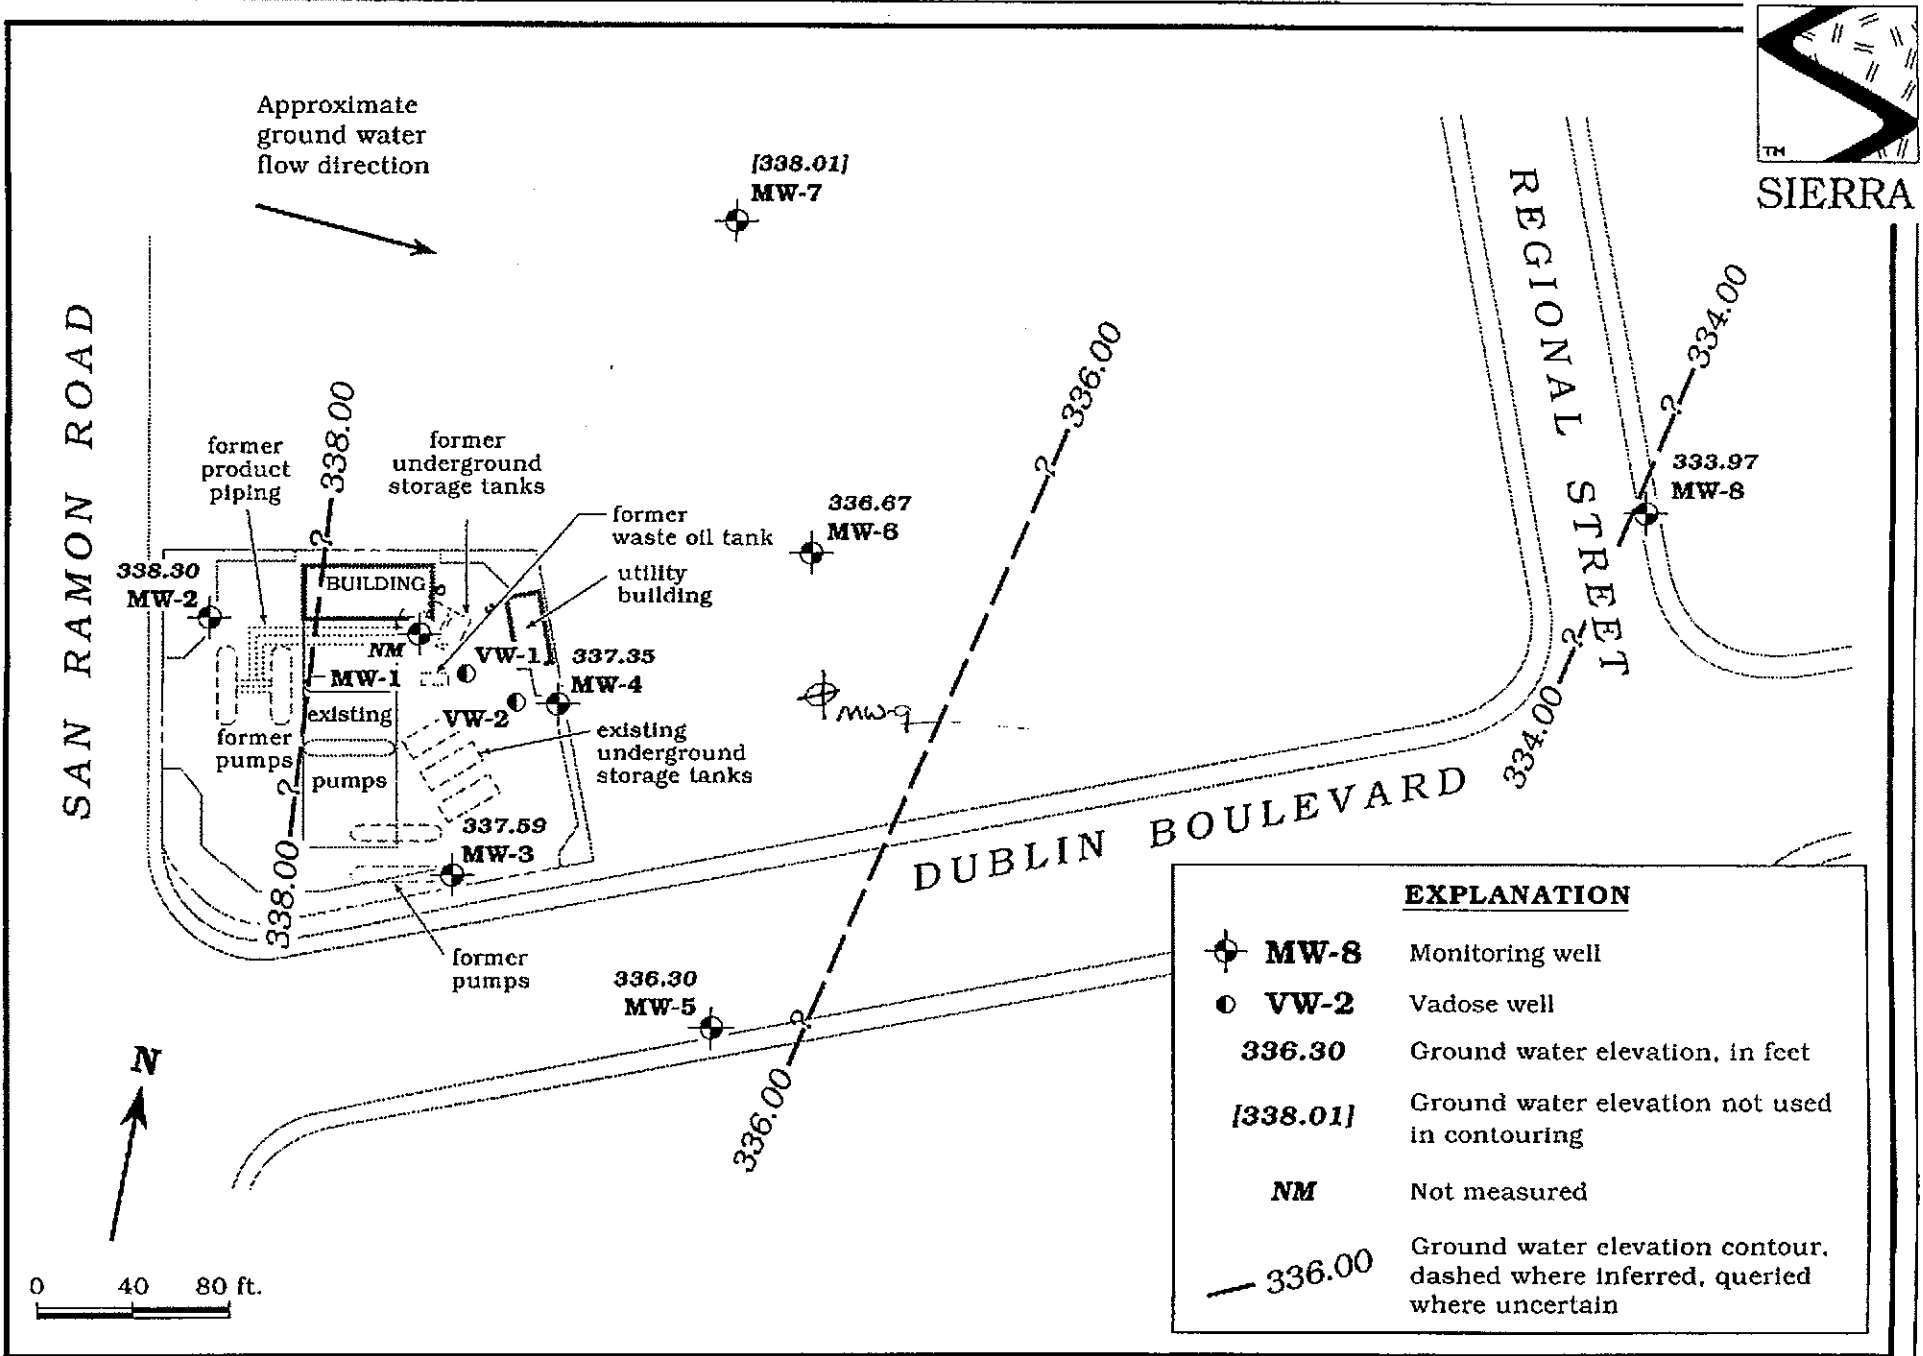 TM
SIERRA
Approximate
ground water
flow direction
[338.01]
MW-7
REGIONAL STREET
SAN RAMON ROAD
338.00
336.00
334.00
former
product
piping
former
underground
storage tanks
former
waste oil tank
336.67
MW-6
333.97
MW-8
utility
building
338.30
MW-2
BUILDING
NM
MW-1
VW-1
337.35
MW-4
VW-2
MW-9
existing
pumps
former
pumps
existing
underground
storage tanks
337.59
MW-3
338.00
former
pumps
336.30
MW-5
336.00
334.00
DUBLIN BOULEVARD
?
?
?
?
?
?
N
0 40 80 ft.
EXPLANATION
MW-8 Monitoring well
VW-2 Vadose well
336.30 Ground water elevation, in feet
[338.01] Ground water elevation not used
in contouring
NM Not measured
336.00 Ground water elevation contour,
dashed where inferred, queried
where uncertain